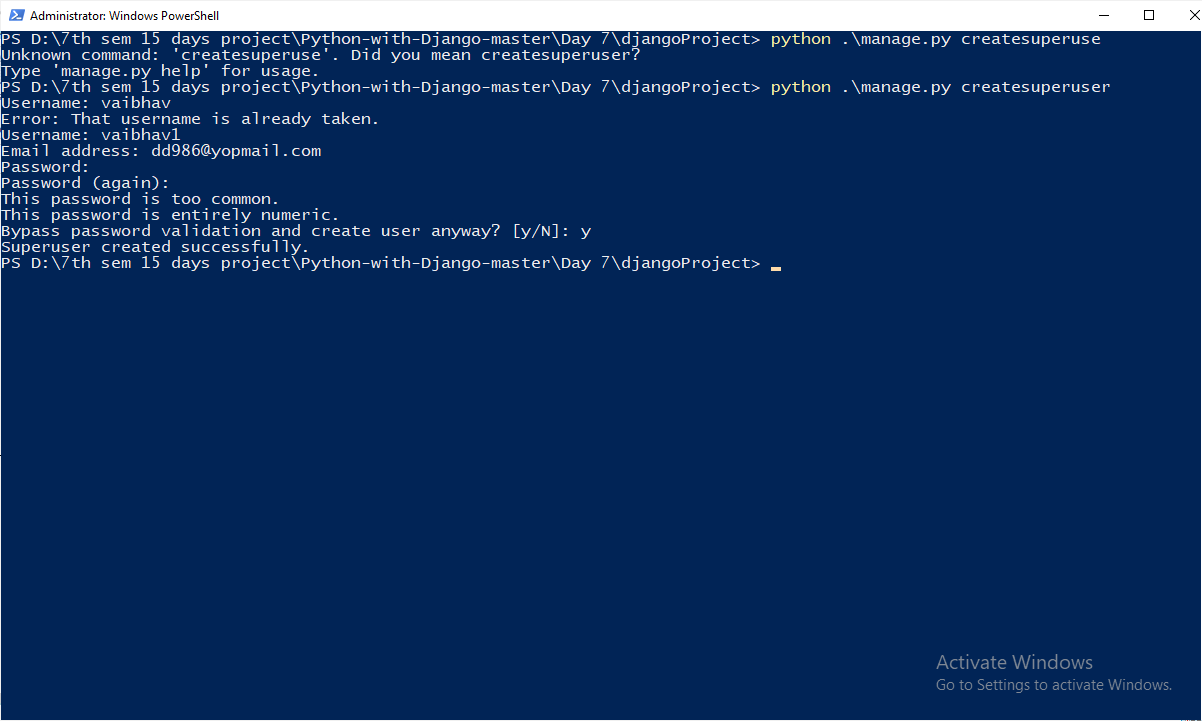 Administrator: Windows PowerShell
PS D:\7th sem 15 days project\Python-with-Django-master\Day 7\djangoProject> python .\manage.py createsuperuse
Unknown command: 'createsuperuse'. Did you mean createsuperuser?
Type 'manage.py help' for usage.
PS D:\7th sem 15 days project\Python-with-Django-master\Day 7\djangoProject> python .\manage.py createsuperuser
Username: vaibhav
Error: That username is already taken.
Username: vaibhav1
Email address: dd986@yopmail.com
Password:
Password (again):
This password is too common.
This password is entirely numeric.
Bypass password validation and create user anyway? [y/N]: y
Superuser created successfully.
PS D:\7th sem 15 days project\Python-with-Django-master\Day 7\djangoProject>
Activate Windows
Go to Settings to activate Windows.